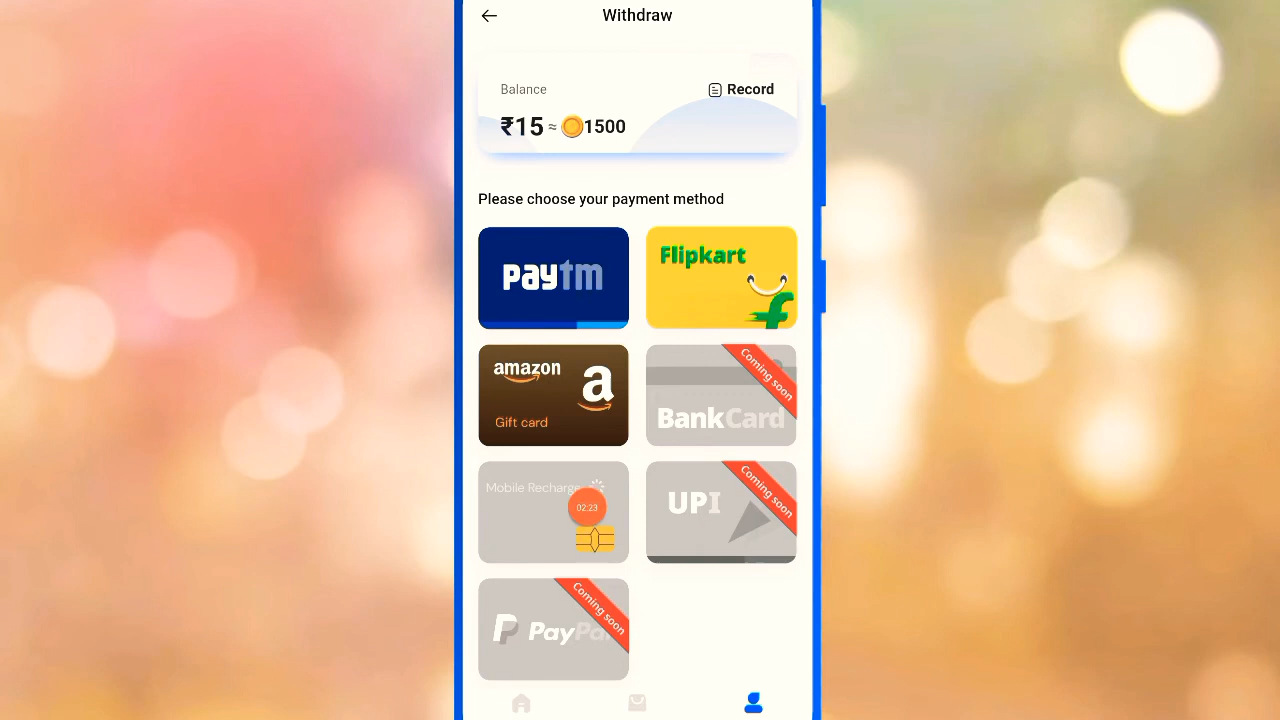 Withdraw
Balance
Record
₹15 ≈ 1500
Please choose your payment method
paytm
Flipkart
f
amazon
a
Gift card
Coming soon
BankCard
Mobile Recharge
02:23
Coming soon
UPI
Coming soon
P PayPal